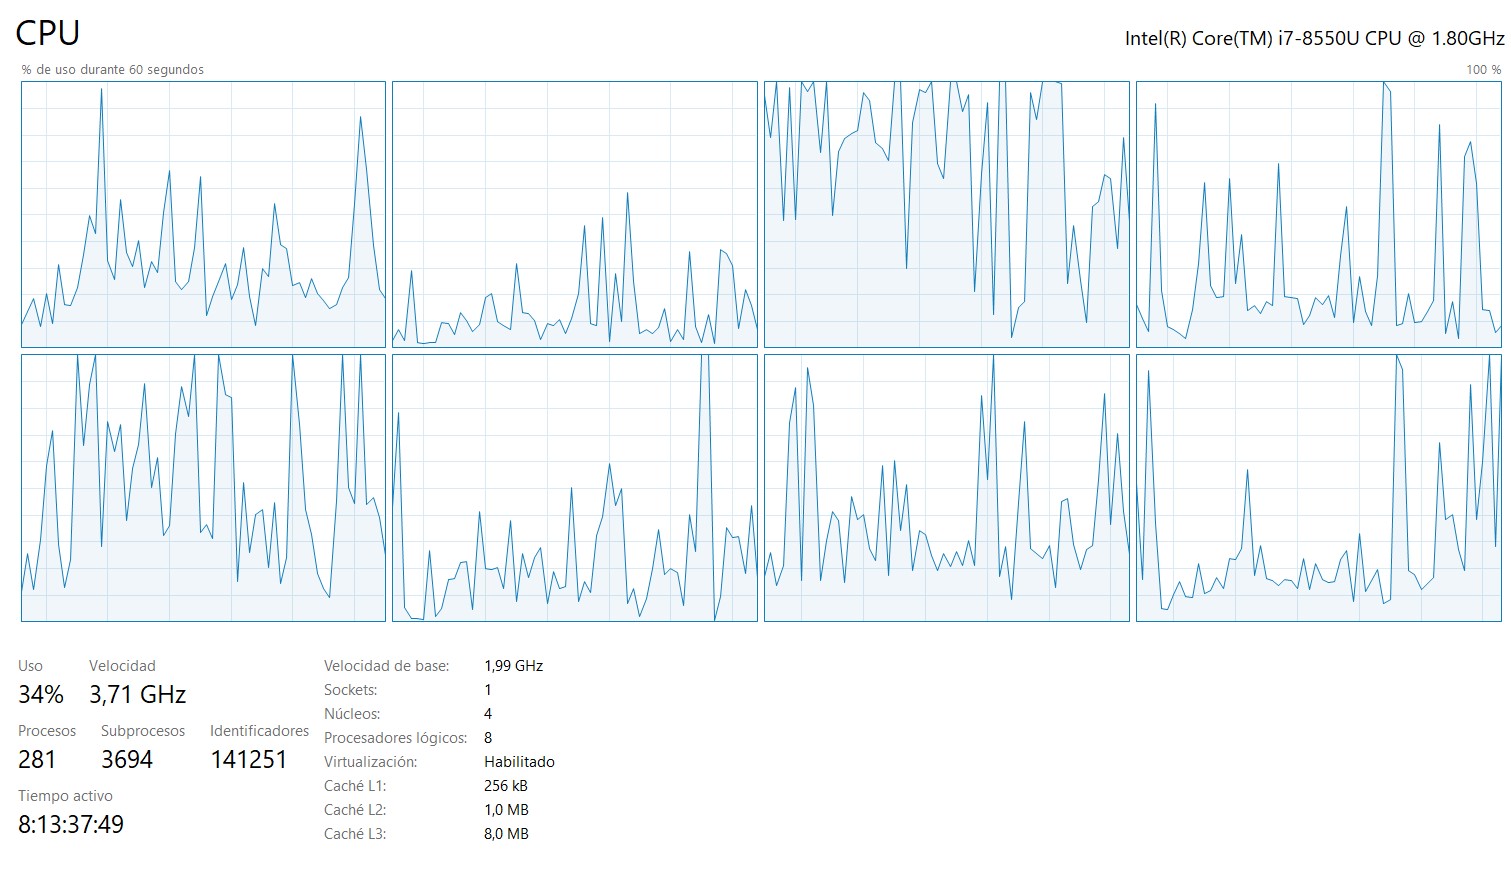 CPU
Intel(R) Core(TM) i7-8550U CPU @ 1.80GHz
% de uso durante 60 segundos
100 %
Uso
Velocidad
34%
3,71 GHz
Procesos
Subprocesos
Identificadores
281
3694
141251
Tiempo activo
8:13:37:49
Velocidad de base:
1,99 GHz
Sockets:
1
Núcleos:
4
Procesadores lógicos:
8
Virtualización:
Habilitado
Caché L1:
256 kB
Caché L2:
1,0 MB
Caché L3:
8,0 MB